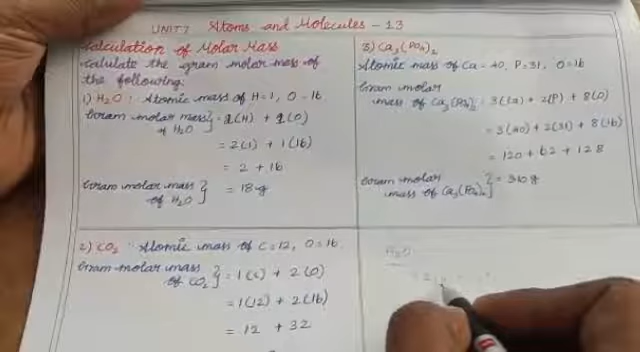 UNIT 7 Atoms and Molecules - 13
Calculation of Molar Mass
Calulate the gram molar mass of
the following:
1) H₂O : Atomic mass of H=1, O=16
Gram molar mass of H₂O } = 2(H) + 1(O)
= 2(1) + 1(16)
= 2 + 16
Gram molar mass of H₂O } = 18g
2) CO₂ : Atomic mass of C=12, O=16
Gram molar mass of CO₂ } = 1(C) + 2(O)
= 1(12) + 2(16)
= 12 + 32
3) Ca₃(PO₄)₂
Atomic mass of Ca = 40, P=31, O=16
Gram molar mass of Ca₃(PO₄)₂ } = 3(Ca) + 2(P) + 8(O)
= 3(40) + 2(31) + 8(16)
= 120 + 62 + 128
Gram molar mass of Ca₃(PO₄)₂ } = 310g
H₂O